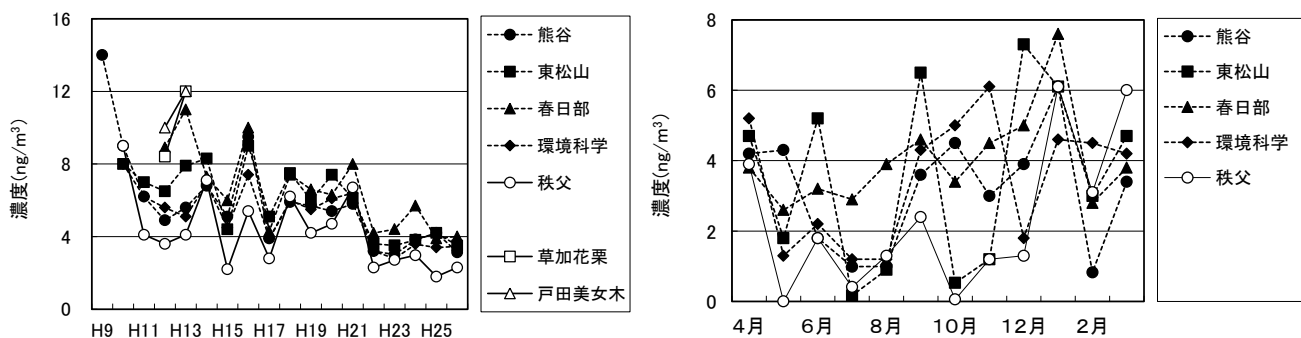 濃度(ng/m³)
16
12
8
4
0
H9 H11 H13 H15 H17 H19 H21 H23 H25
熊谷
東松山
春日部
環境科学
秩父
草加花栗
戸田美女木
濃度(ng/m³)
8
6
4
2
0
4月 6月 8月 10月 12月 2月
熊谷
東松山
春日部
環境科学
秩父